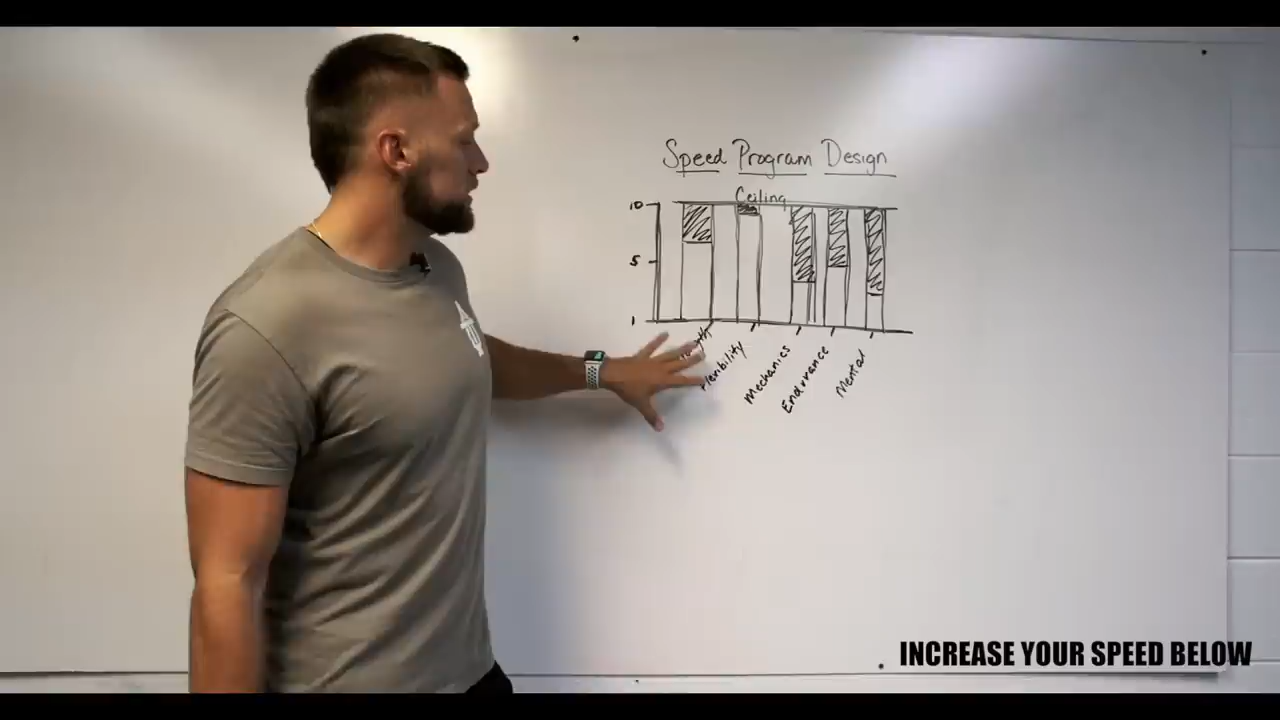 Speed Program Design
Ceiling
10
5
1
Flexibility
Mechanics
Endurance
Mental
U
INCREASE YOUR SPEED BELOW